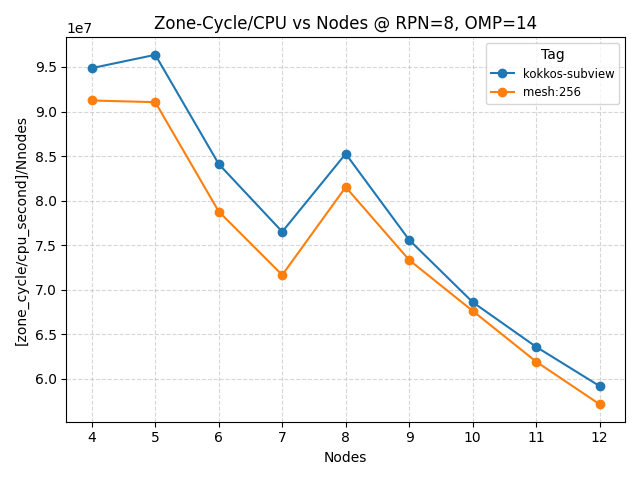 Zone-Cycle/CPU vs Nodes @ RPN=8, OMP=14
1e7
Tag
kokkos-subview
mesh:256
9.5
9.0
8.5
8.0
7.5
7.0
6.5
6.0
[zone_cycle/cpu_second]/Nnodes
4 5 6 7 8 9 10 11 12
Nodes